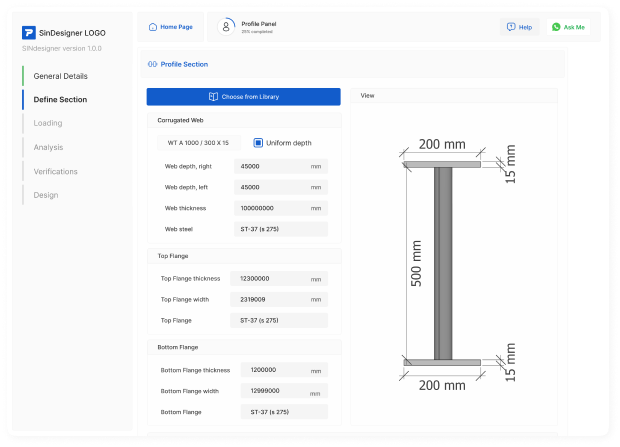 SinDesigner LOGO
SINdesigner version 1.0.0
General Details
Define Section
Loading
Analysis
Verifications
Design
Home Page
Profile Panel
25% completed
Help
Ask Me
Profile Section
Choose from Library
Corrugated Web
WT A 1000 / 300 X 15
Uniform depth
Web depth, right 45000 mm
Web depth, left 45000 mm
Web thickness 100000000 mm
Web steel ST-37 (s 275)
Top Flange
Top Flange thickness 12300000 mm
Top Flange width 2319009 mm
Top Flange ST-37 (s 275)
Bottom Flange
Bottom Flange thickness 1200000 mm
Bottom Flange width 12999000 mm
Bottom Flange ST-37 (s 275)
View
200 mm
15 mm
500 mm
15 mm
200 mm